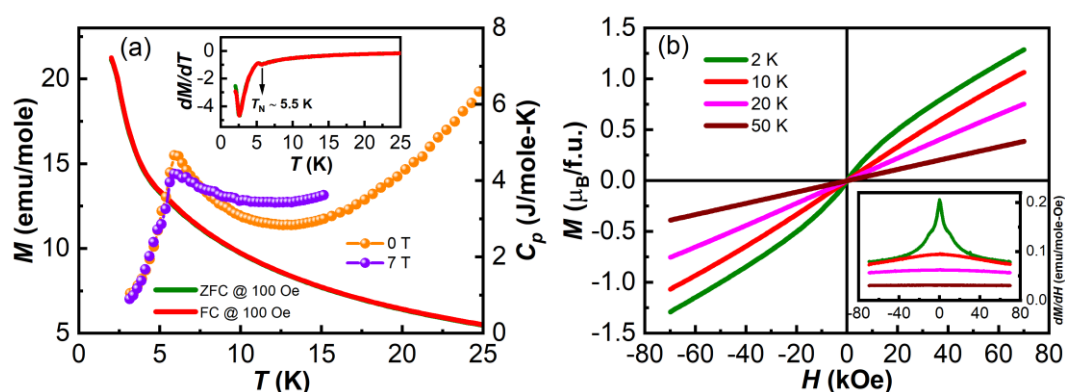 (a)
M (emu/mole)
20
15
10
5
0
5
10
15
20
25
T (K)
8
6
4
2
0
C_p (J/mole-K)
0 T
7 T
ZFC @ 100 Oe
FC @ 100 Oe
dM/dT
0
-2
-4
T_N ~ 5.5 K
0
5
10
15
20
25
T (K)
(b)
M (μ_B/f.u.)
1.5
1.0
0.5
0.0
-0.5
-1.0
-1.5
-80
-60
-40
-20
0
20
40
60
80
H (kOe)
2 K
10 K
20 K
50 K
0.2
0.1
0.0
dM/dH (emu/mole-Oe)
-80
-40
0
40
80